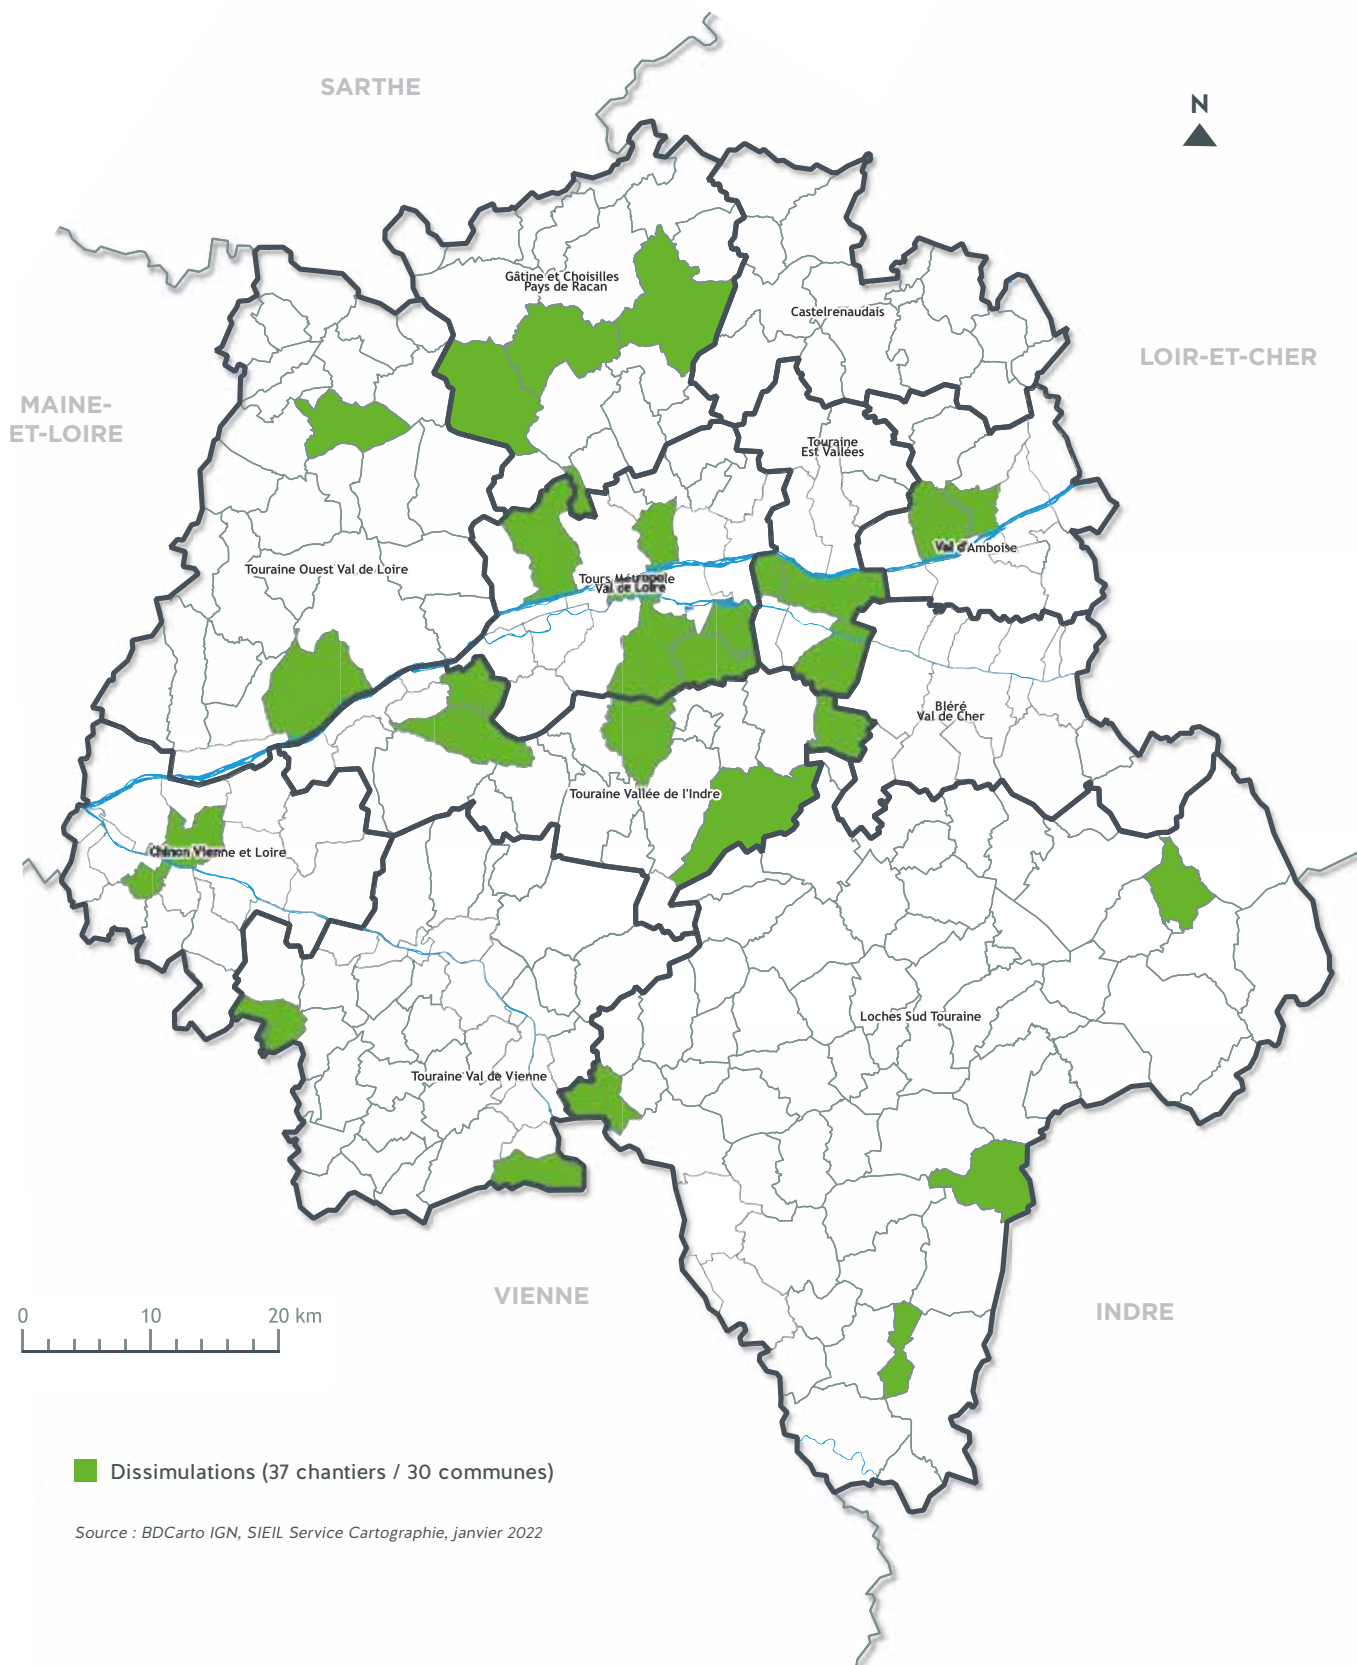 SARTHE
N
Gâtine et Choisilles
Pays de Racan
Castelrenaudais
LOIR-ET-CHER
MAINE-
ET-LOIRE
Touraine
Est Vallées
Val d'Amboise
Touraine Ouest Val de Loire
Tours Métropole
Val de Loire
Bléré
Val de Cher
Touraine Vallée de l'Indre
Chinon Vienne et Loire
Loches Sud Touraine
Touraine Val de Vienne
VIENNE
INDRE
0 10 20 km
Dissimulations (37 chantiers / 30 communes)
Source : BDCarto IGN, SIEIL Service Cartographie, janvier 2022